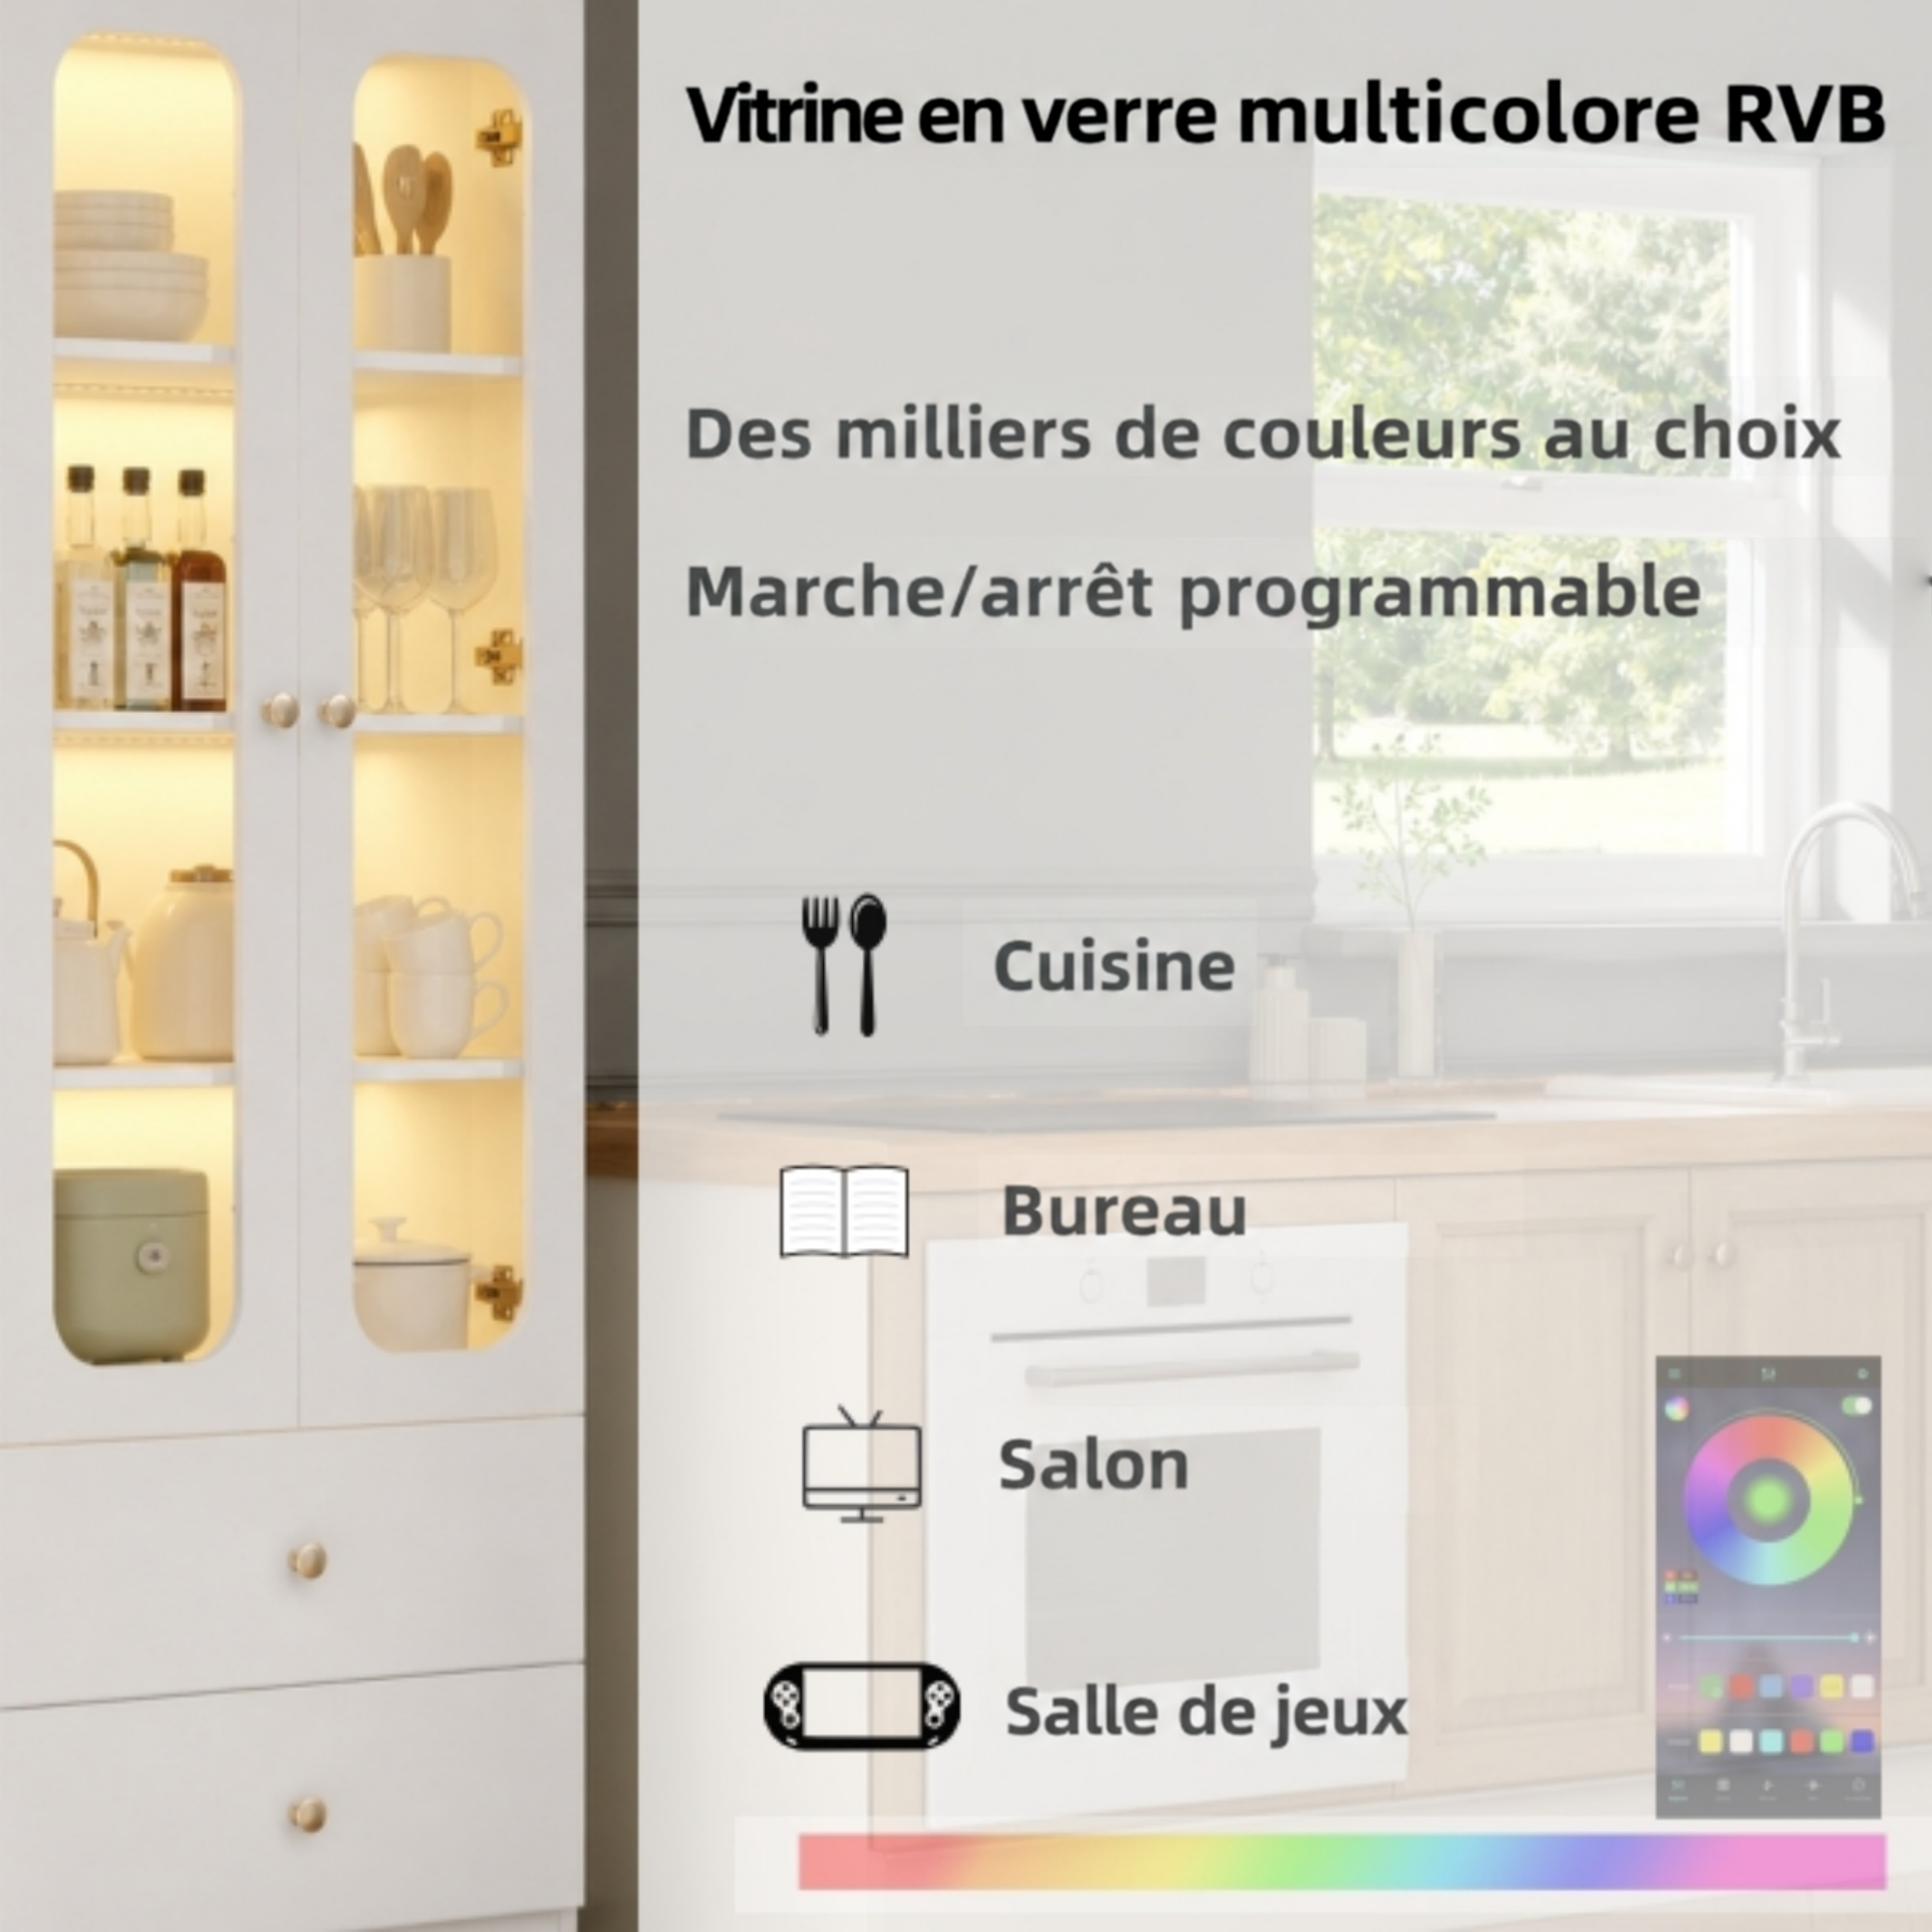 Vitrine en verre multicolore RVB
Des milliers de couleurs au choix
Marche/arrêt programmable
Cuisine
Bureau
Salon
Salle de jeux